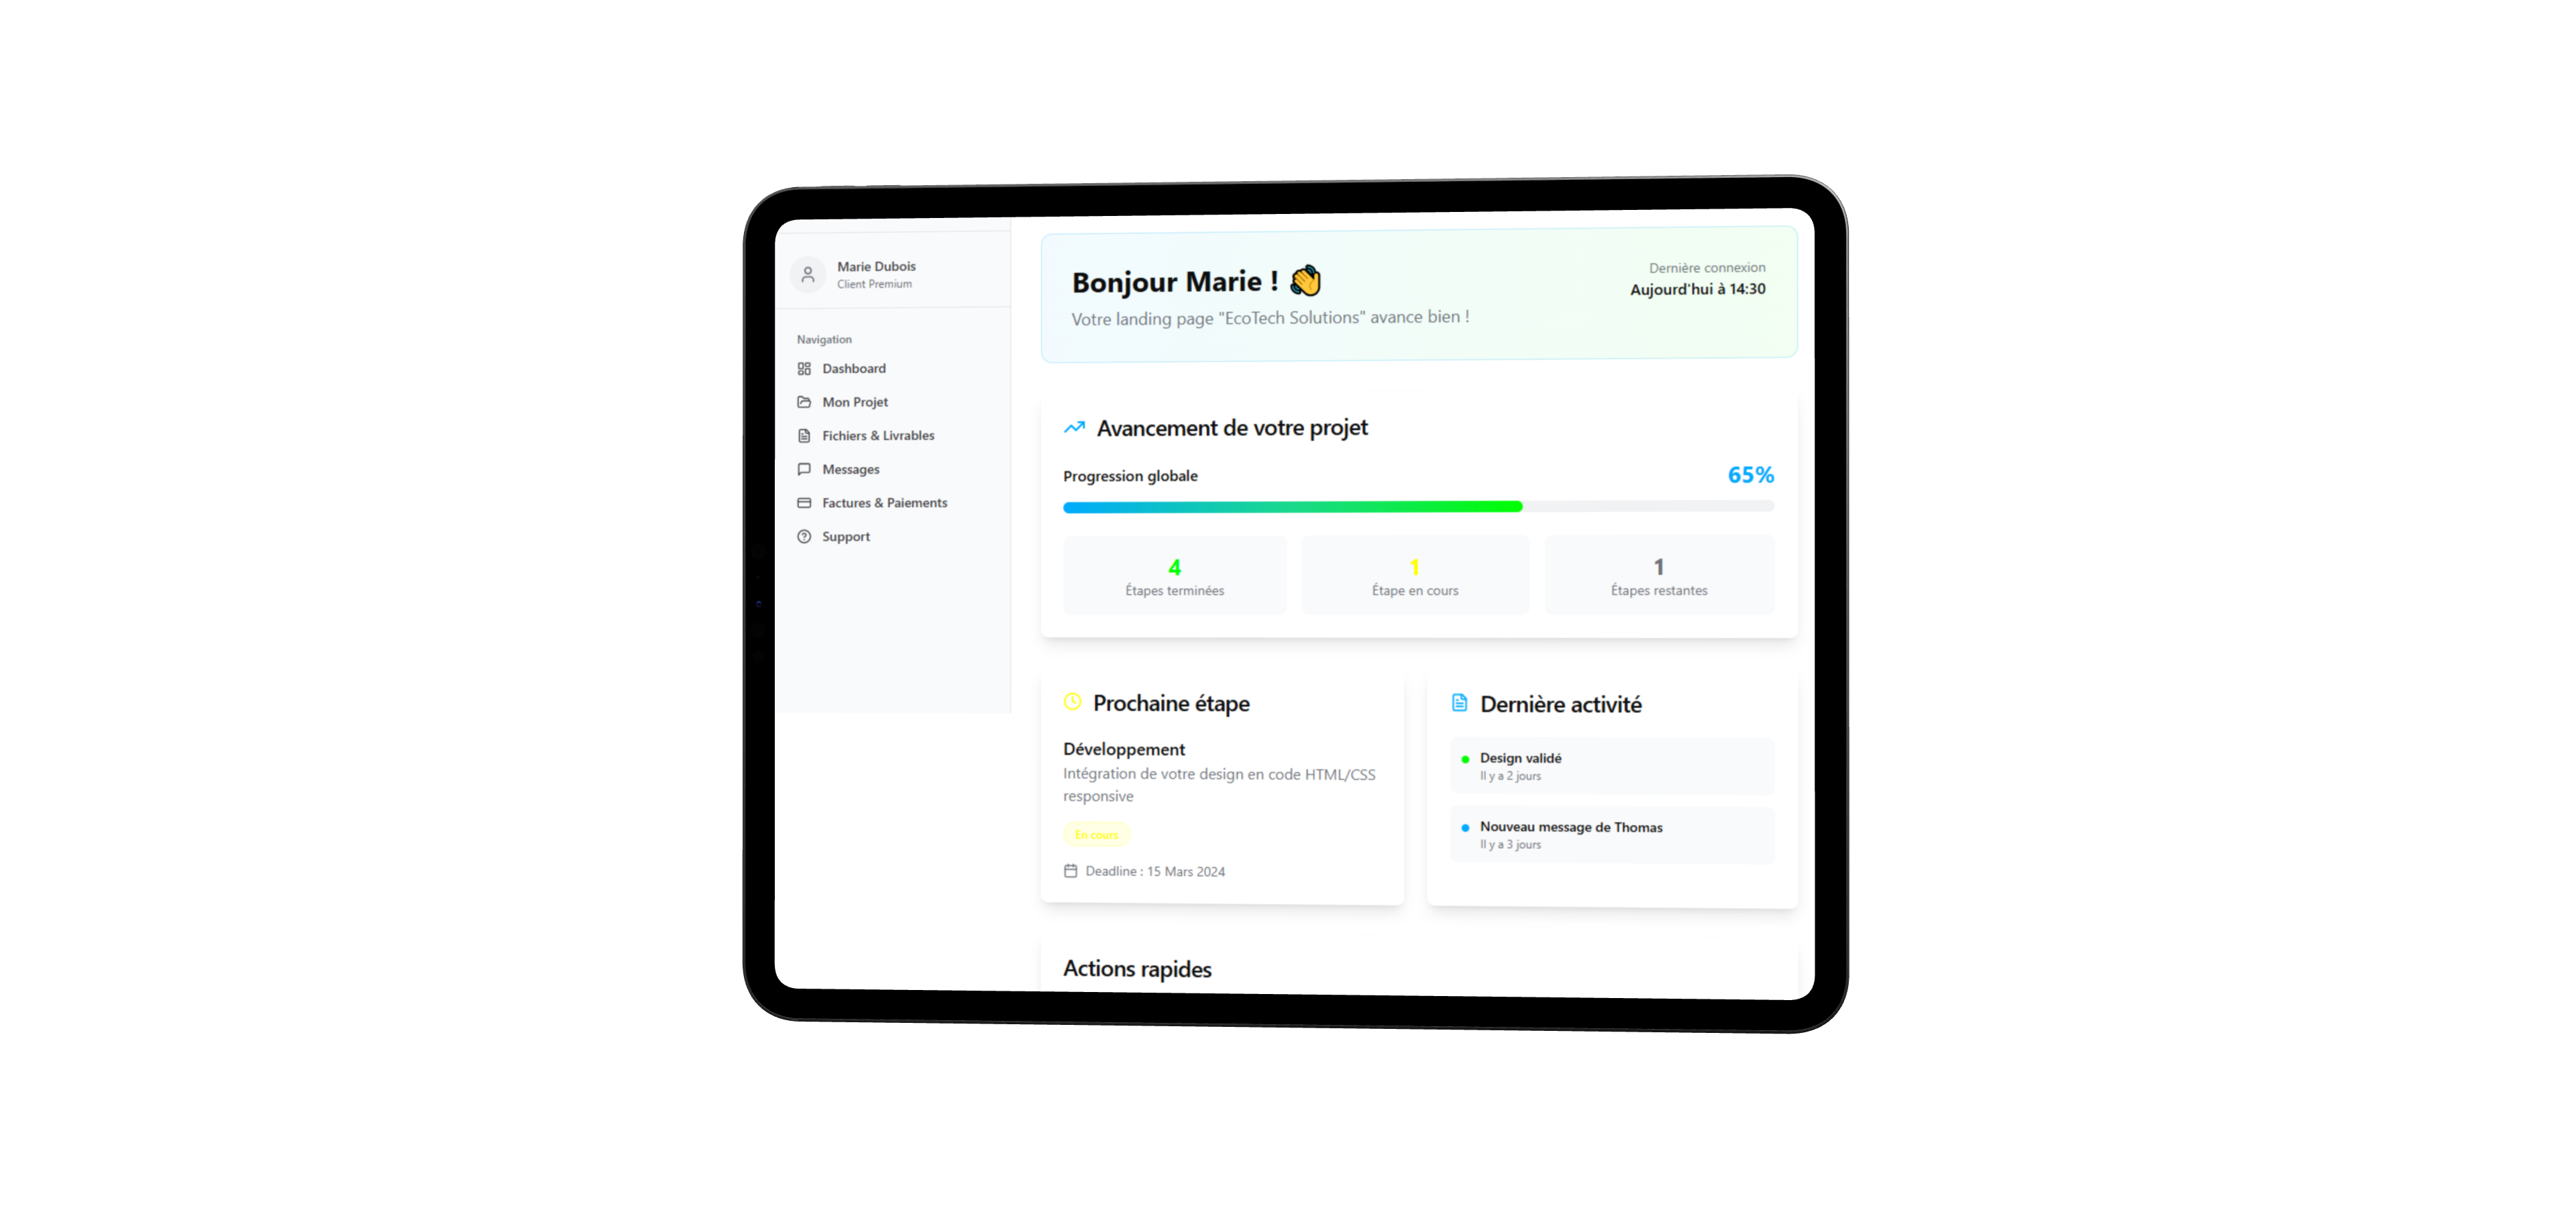 Marie Dubois
Client Premium
Navigation
Dashboard
Mon Projet
Fichiers & Livrables
Messages
Factures & Paiements
Support
Bonjour Marie ! 👋
Votre landing page "EcoTech Solutions" avance bien !
Dernière connexion
Aujourd'hui à 14:30
Avancement de votre projet
Progression globale
65%
4
Étapes terminées
1
Étape en cours
1
Étapes restantes
Prochaine étape
Développement
Intégration de votre design en code HTML/CSS
responsive
En cours
Deadline : 15 Mars 2024
Dernière activité
Design validé
Il y a 2 jours
Nouveau message de Thomas
Il y a 3 jours
Actions rapides